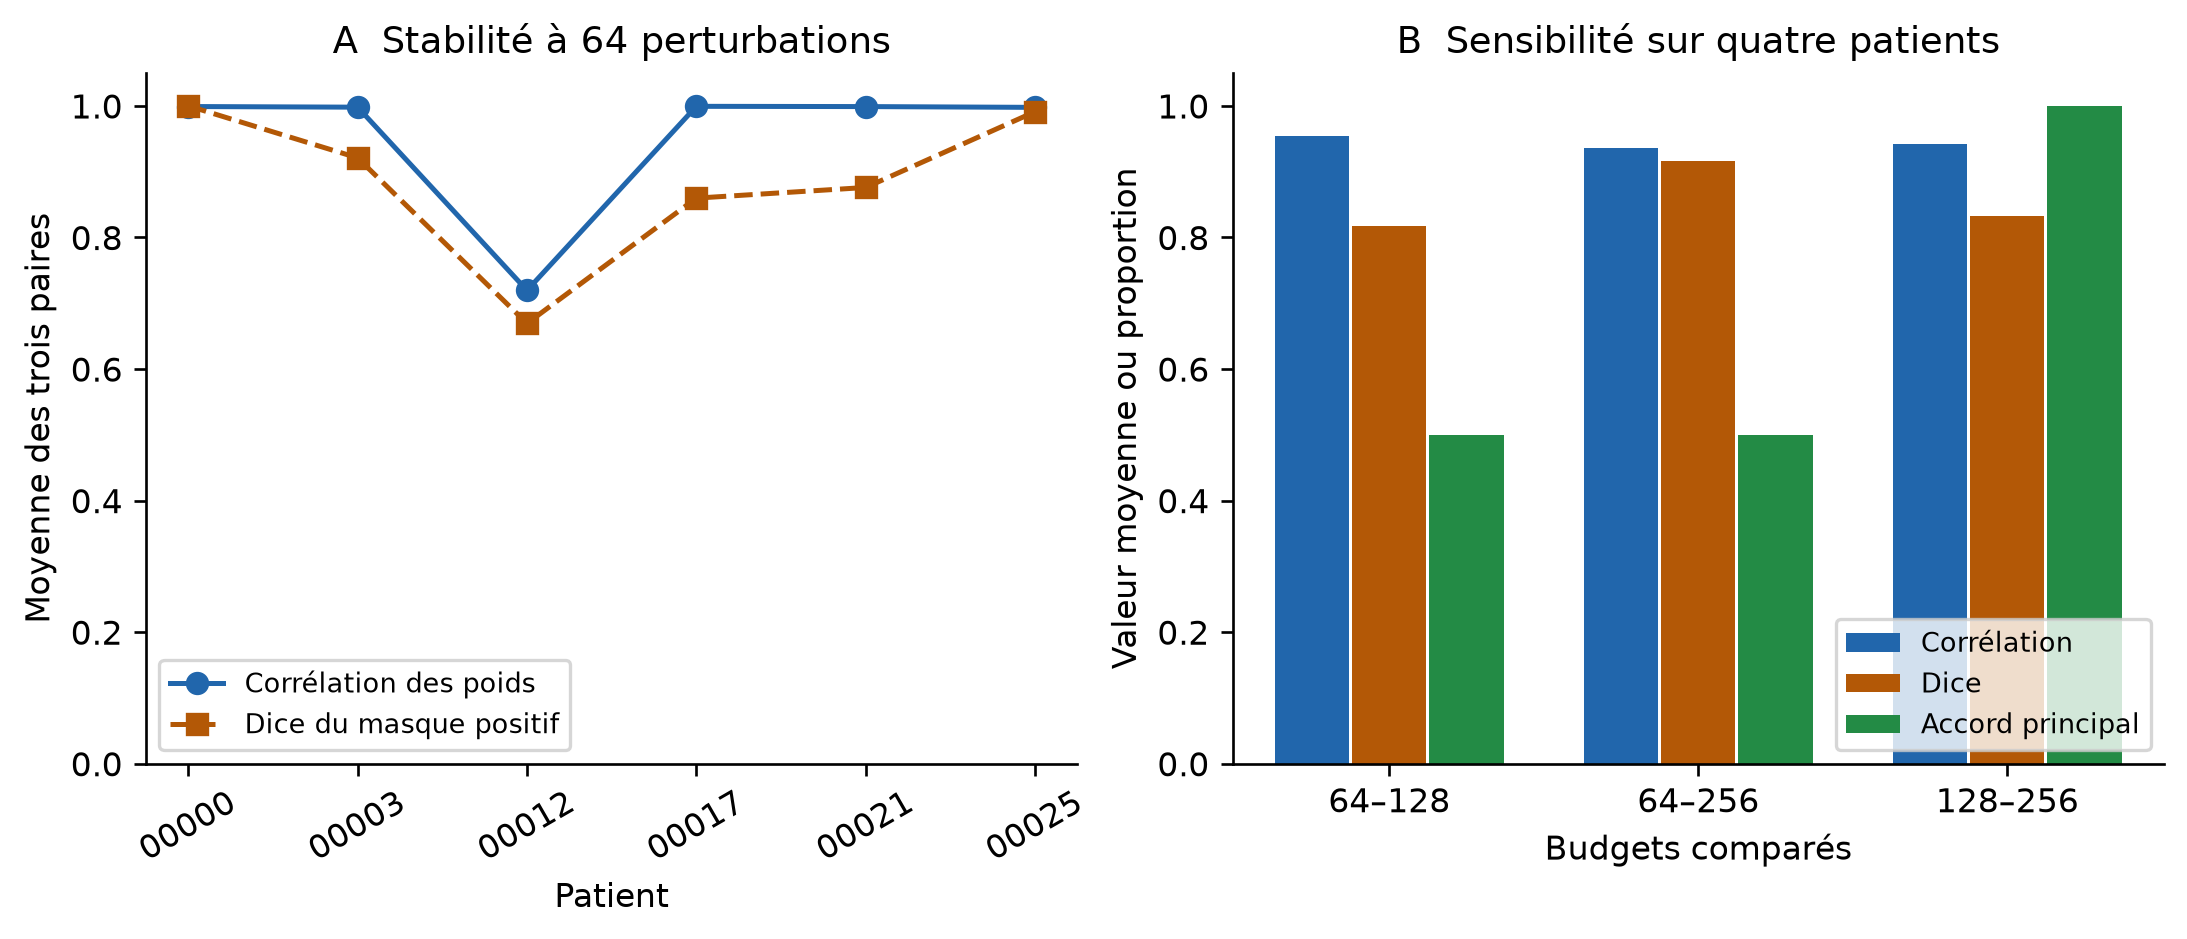 A  Stabilité à 64 perturbations
Moyenne des trois paires
1.0
0.8
0.6
0.4
0.2
0.0
Corrélation des poids
Dice du masque positif
00000
00003
00012
00017
00021
00025
Patient
B  Sensibilité sur quatre patients
Valeur moyenne ou proportion
1.0
0.8
0.6
0.4
0.2
0.0
Corrélation
Dice
Accord principal
64–128
64–256
128–256
Budgets comparés